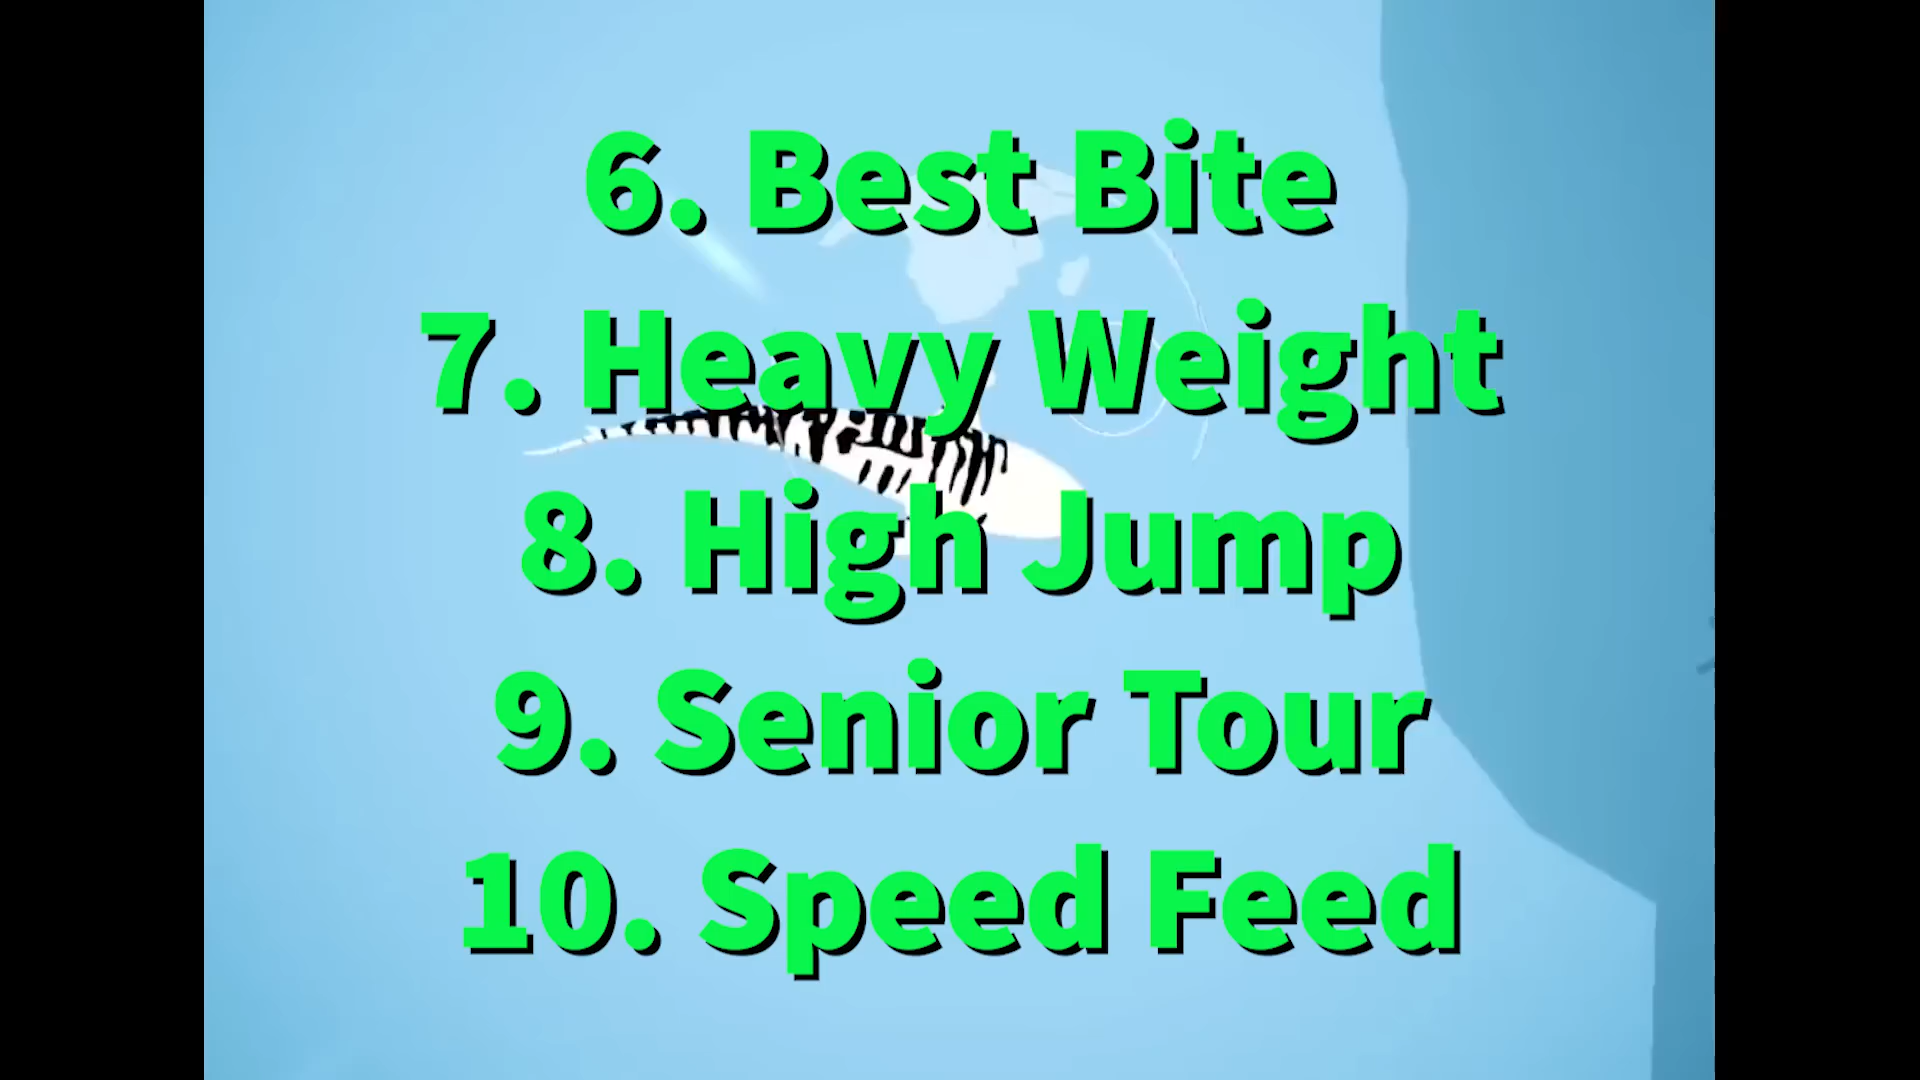 6. Best Bite
7. Heavy Weight
8. High Jump
9. Senior Tour
10. Speed Feed